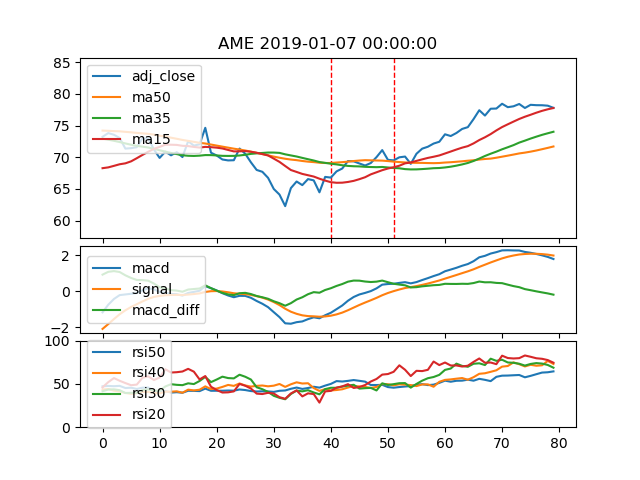 AME 2019-01-07 00:00:00
85
80
75
70
65
60
adj_close
ma50
ma35
ma15
2
0
−2
macd
signal
macd_diff
100
50
0
rsi50
rsi40
rsi30
rsi20
0 10 20 30 40 50 60 70 80